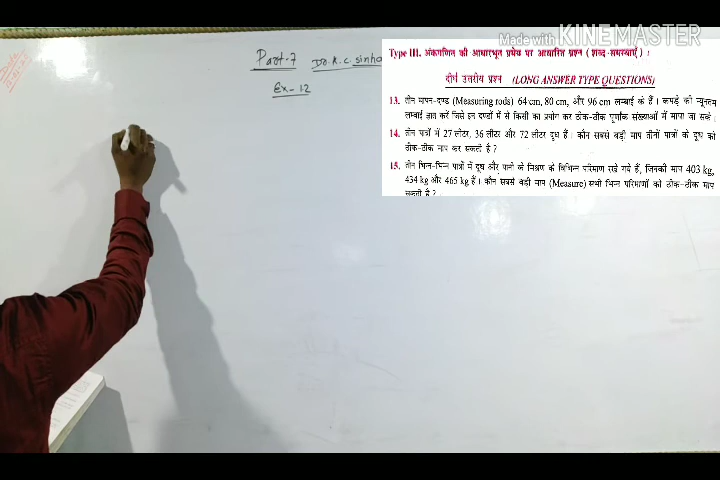 Made with KINEMASTER
Part-7 Dr. K. C. Sinha
Ex-12
Type III. अंकगणित की आधारभूत प्रमेय पर आधारित प्रश्न (शब्द-समस्याएँ) :
दीर्घ उत्तरीय प्रश्न (LONG ANSWER TYPE QUESTIONS)
13. तीन मापन-दण्ड (Measuring rods) 64 cm, 80 cm, और 96 cm लम्बाई के हैं। कपड़े की न्यूनतम
लम्बाई ज्ञात करें जिसे इन दण्डों में से किसी का प्रयोग कर ठीक-ठीक पूर्णांक संख्याओं में मापा जा सके।
14. तीन पात्रों में 27 लीटर, 36 लीटर और 72 लीटर दूध हैं। कौन सबसे बड़ी माप तीनों पात्रों के दूध को
ठीक-ठीक माप कर सकती है ?
15. तीन भिन्न-भिन्न पात्रों में दूध और पानी के मिश्रण के विभिन्न परिमाण रखे गये हैं, जिनकी माप 403 kg,
434 kg और 465 kg हैं। कौन सबसे बड़ी माप (Measure) सभी भिन्न परिमाणों को ठीक-ठीक माप
सकती है ?